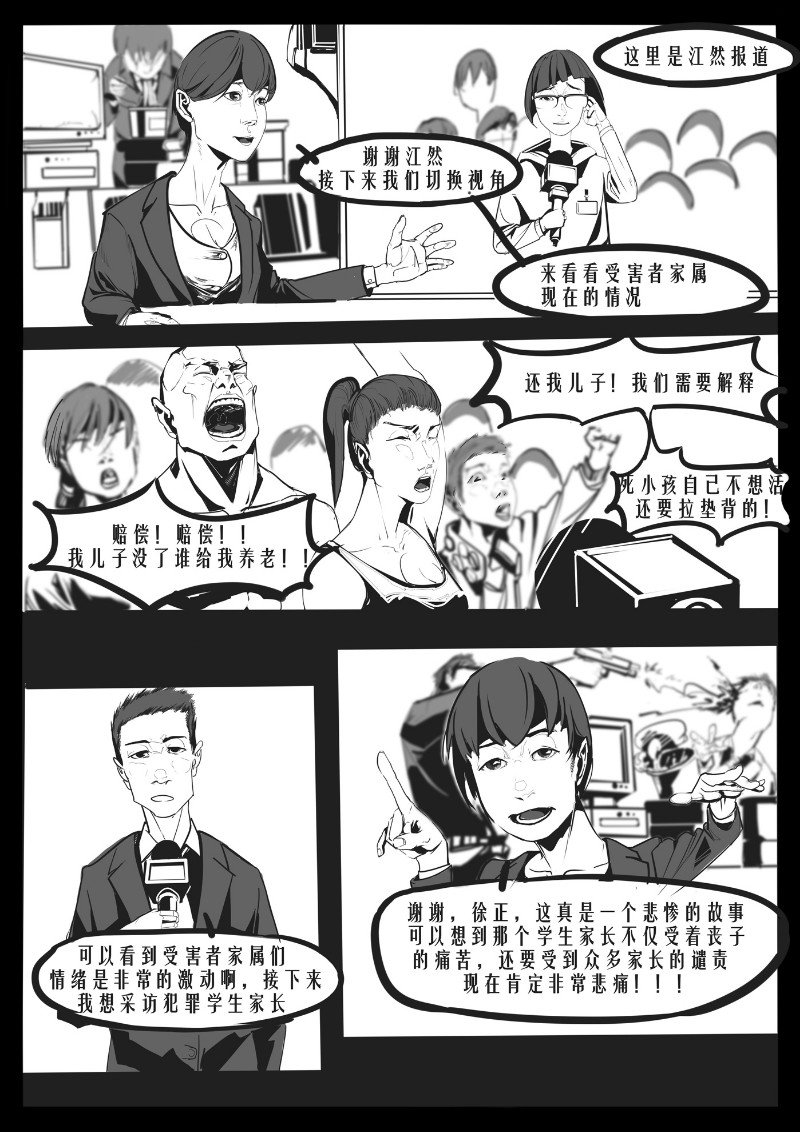 这里是江然报道
谢谢江然
接下来我们切换视角
来看看受害者家属
现在的情况
还我儿子！我们需要解释
死小孩自己不想活
还要拉垫背的！
赔偿！赔偿！！
我儿子没了谁给我养老！！
可以看到受害者家属们
情绪是非常的激动啊，接下来
我想采访犯罪学生家长
谢谢，徐正，这真是一个悲惨的故事
可以想到那个学生家长不仅受着丧子
的痛苦，还要受到众多家长的谴责
现在肯定非常悲痛！！！